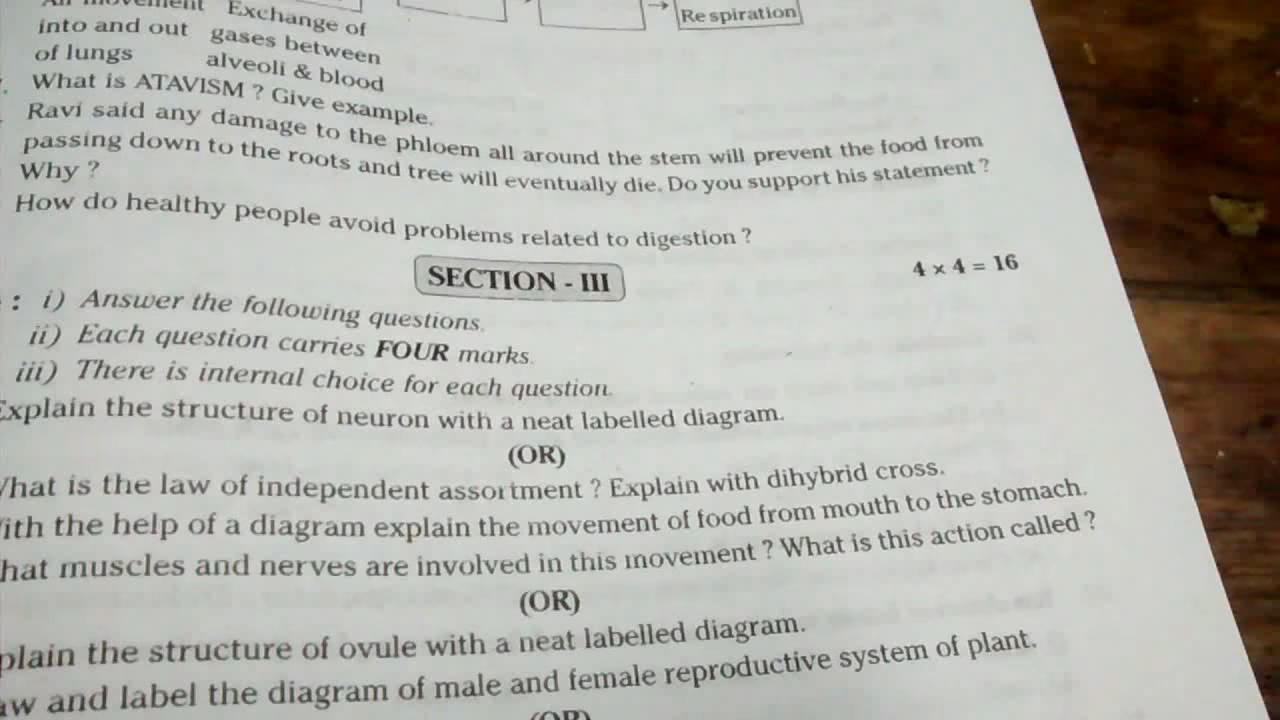 Air movement Exchange of
into and out gases between
of lungs alveoli & blood
→ Respiration
What is ATAVISM ? Give example.
Ravi said any damage to the phloem all around the stem will prevent the food from
passing down to the roots and tree will eventually die. Do you support his statement ?
Why ?
How do healthy people avoid problems related to digestion ?
SECTION - III
4 × 4 = 16
: i) Answer the following questions.
ii) Each question carries FOUR marks.
iii) There is internal choice for each question.
Explain the structure of neuron with a neat labelled diagram.
(OR)
What is the law of independent assortment ? Explain with dihybrid cross.
ith the help of a diagram explain the movement of food from mouth to the stomach.
hat muscles and nerves are involved in this movement ? What is this action called ?
(OR)
plain the structure of ovule with a neat labelled diagram.
aw and label the diagram of male and female reproductive system of plant.
(OR)